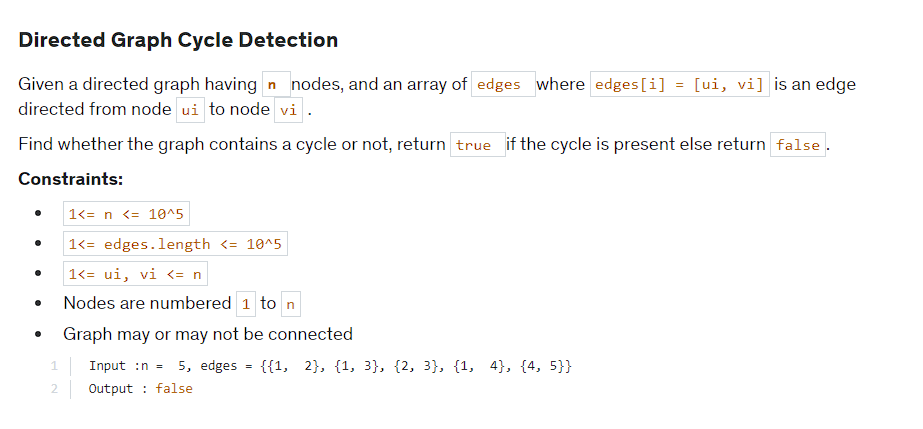 Directed Graph Cycle Detection
Given a directed graph having n nodes, and an array of edges where edges[i] = [ui, vi] is an edge
directed from node ui to node vi .
Find whether the graph contains a cycle or not, return true if the cycle is present else return false .
Constraints:
• 1<= n <= 10^5
• 1<= edges.length <= 10^5
• 1<= ui, vi <= n
• Nodes are numbered 1 to n
• Graph may or may not be connected
1 Input :n = 5, edges = {{1, 2}, {1, 3}, {2, 3}, {1, 4}, {4, 5}}
2 Output : false